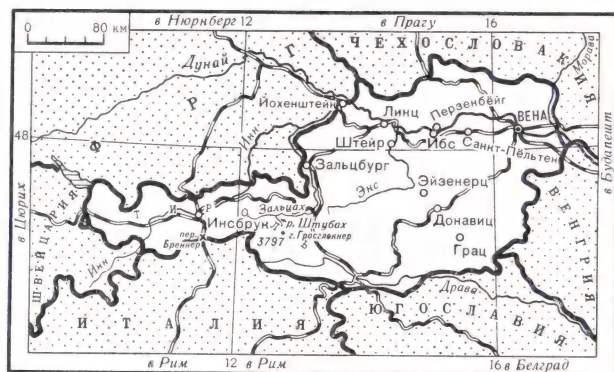 в Нюрнберг 12 в Прагу 16
0 80 км
ЧЕХОСЛОВАКИЯ
Морава
Дунай
Ф Р Г
Йохенштейн
Линц
Перзенбёйг
ВЕНА
48
Инн
Штейр
Ибс
Санкт-Пёльтен
в Будапешт
Зальцбург
Энс
Эйзенерц
в Цюрих
ШВЕЙЦАРИЯ
Зальцах
Инсбрук
р. Штубах
г. Гросглокнер
3797
Донавиц
пер. Бреннер
Инн
Грац
ВЕНГРИЯ
Драва
ИТАЛИЯ
ЮГОСЛАВИЯ
в Рим 12 в Рим 16 в Белград